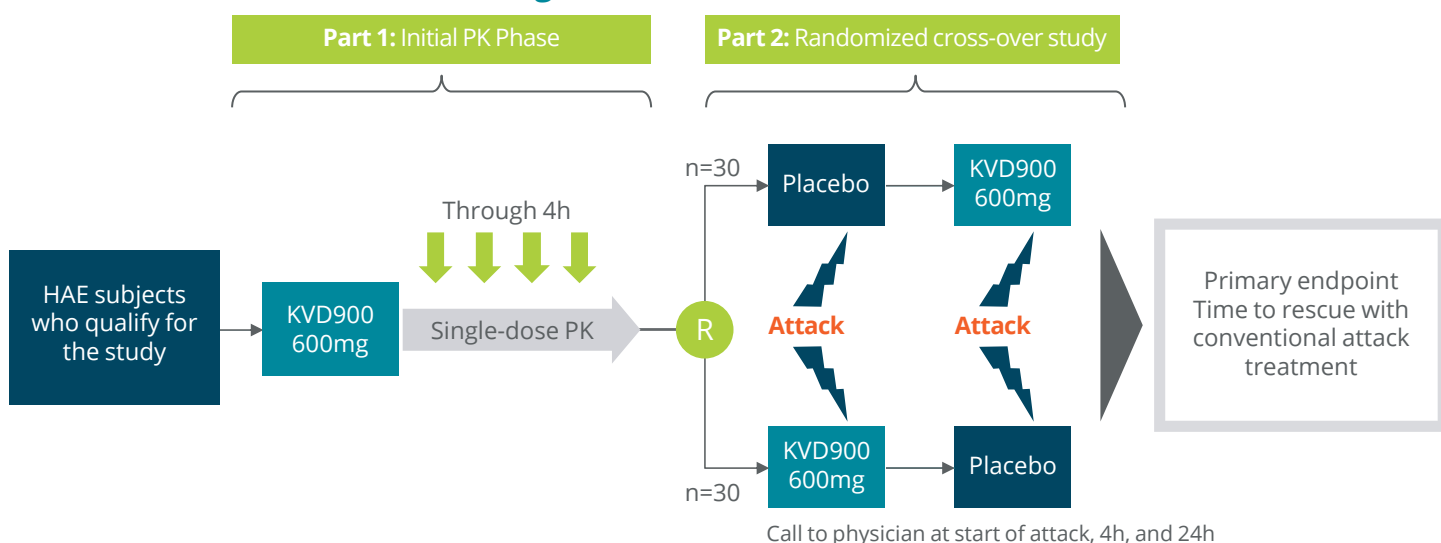 Part 1: Initial PK Phase
Part 2: Randomized cross-over study
HAE subjects
who qualify for
the study
KVD900
600mg
Through 4h
Single-dose PK
R
n=30
Placebo
KVD900
600mg
Attack
Attack
n=30
KVD900
600mg
Placebo
Call to physician at start of attack, 4h, and 24h
Primary endpoint
Time to rescue with
conventional attack
treatment